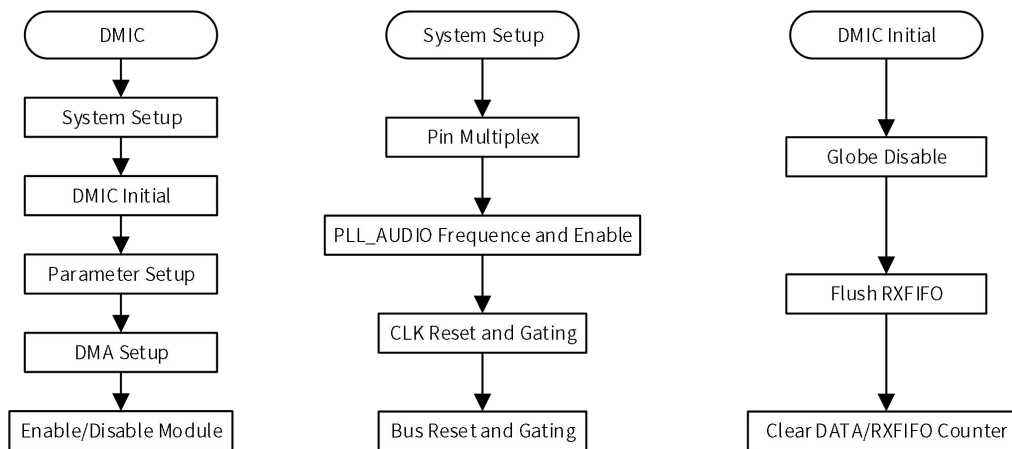 DMIC
System Setup
DMIC Initial
Parameter Setup
DMA Setup
Enable/Disable Module
System Setup
Pin Multiplex
PLL_AUDIO Frequence and Enable
CLK Reset and Gating
Bus Reset and Gating
DMIC Initial
Globe Disable
Flush RXFIFO
Clear DATA/RXFIFO Counter